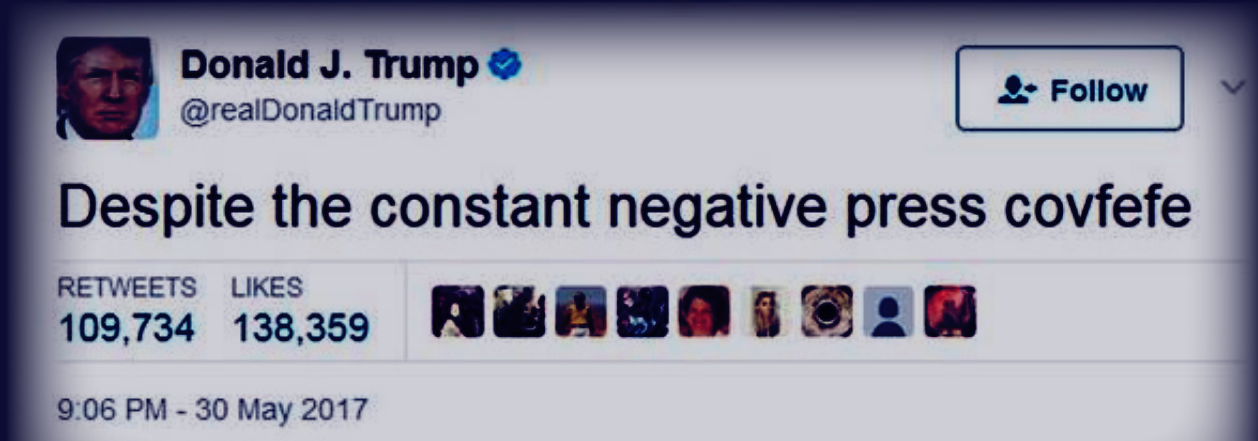 Donald J. Trump
@realDonaldTrump
Follow
Despite the constant negative press covfefe
RETWEETS LIKES
109,734 138,359
9:06 PM - 30 May 2017